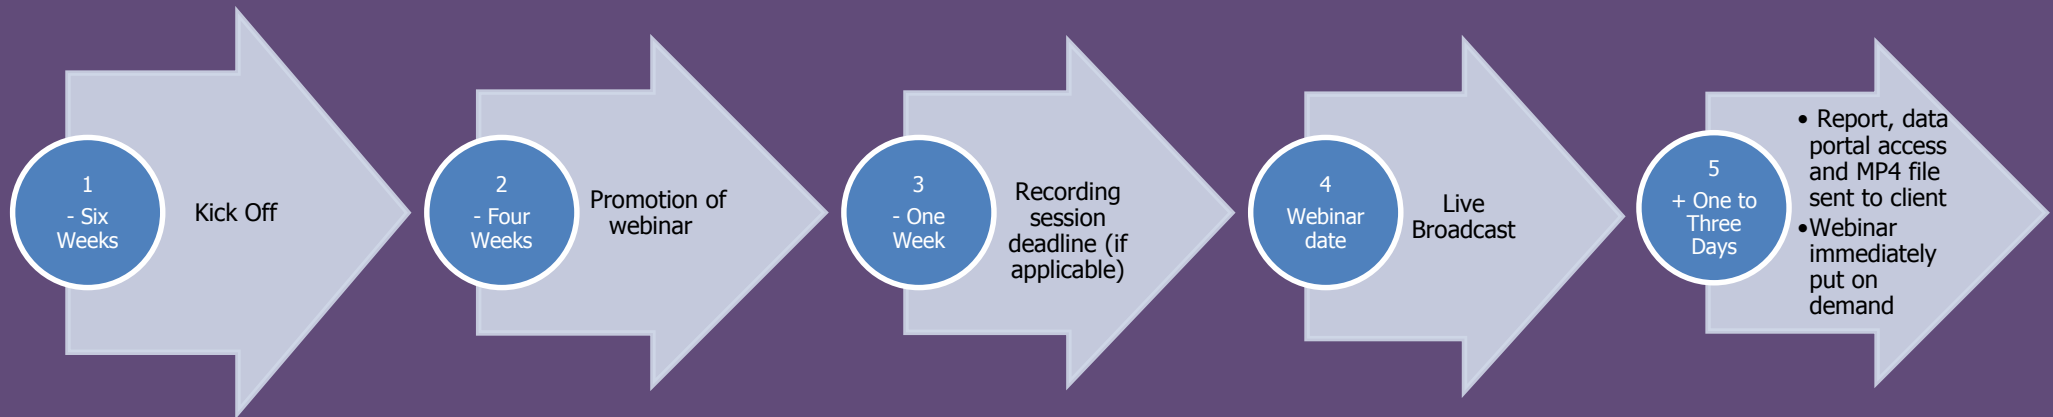 1
- Six
Weeks
Kick Off
2
- Four
Weeks
Promotion of
webinar
3
- One
Week
Recording
session
deadline (if
applicable)
4
Webinar
date
Live
Broadcast
5
+ One to
Three
Days
• Report, data
portal access
and MP4 file
sent to client
•Webinar
immediately
put on
demand